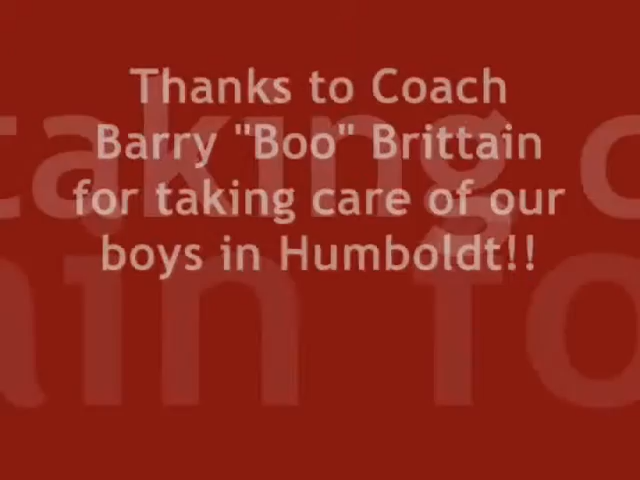 Thanks to Coach
Barry "Boo" Brittain
for taking care of our
boys in Humboldt!!